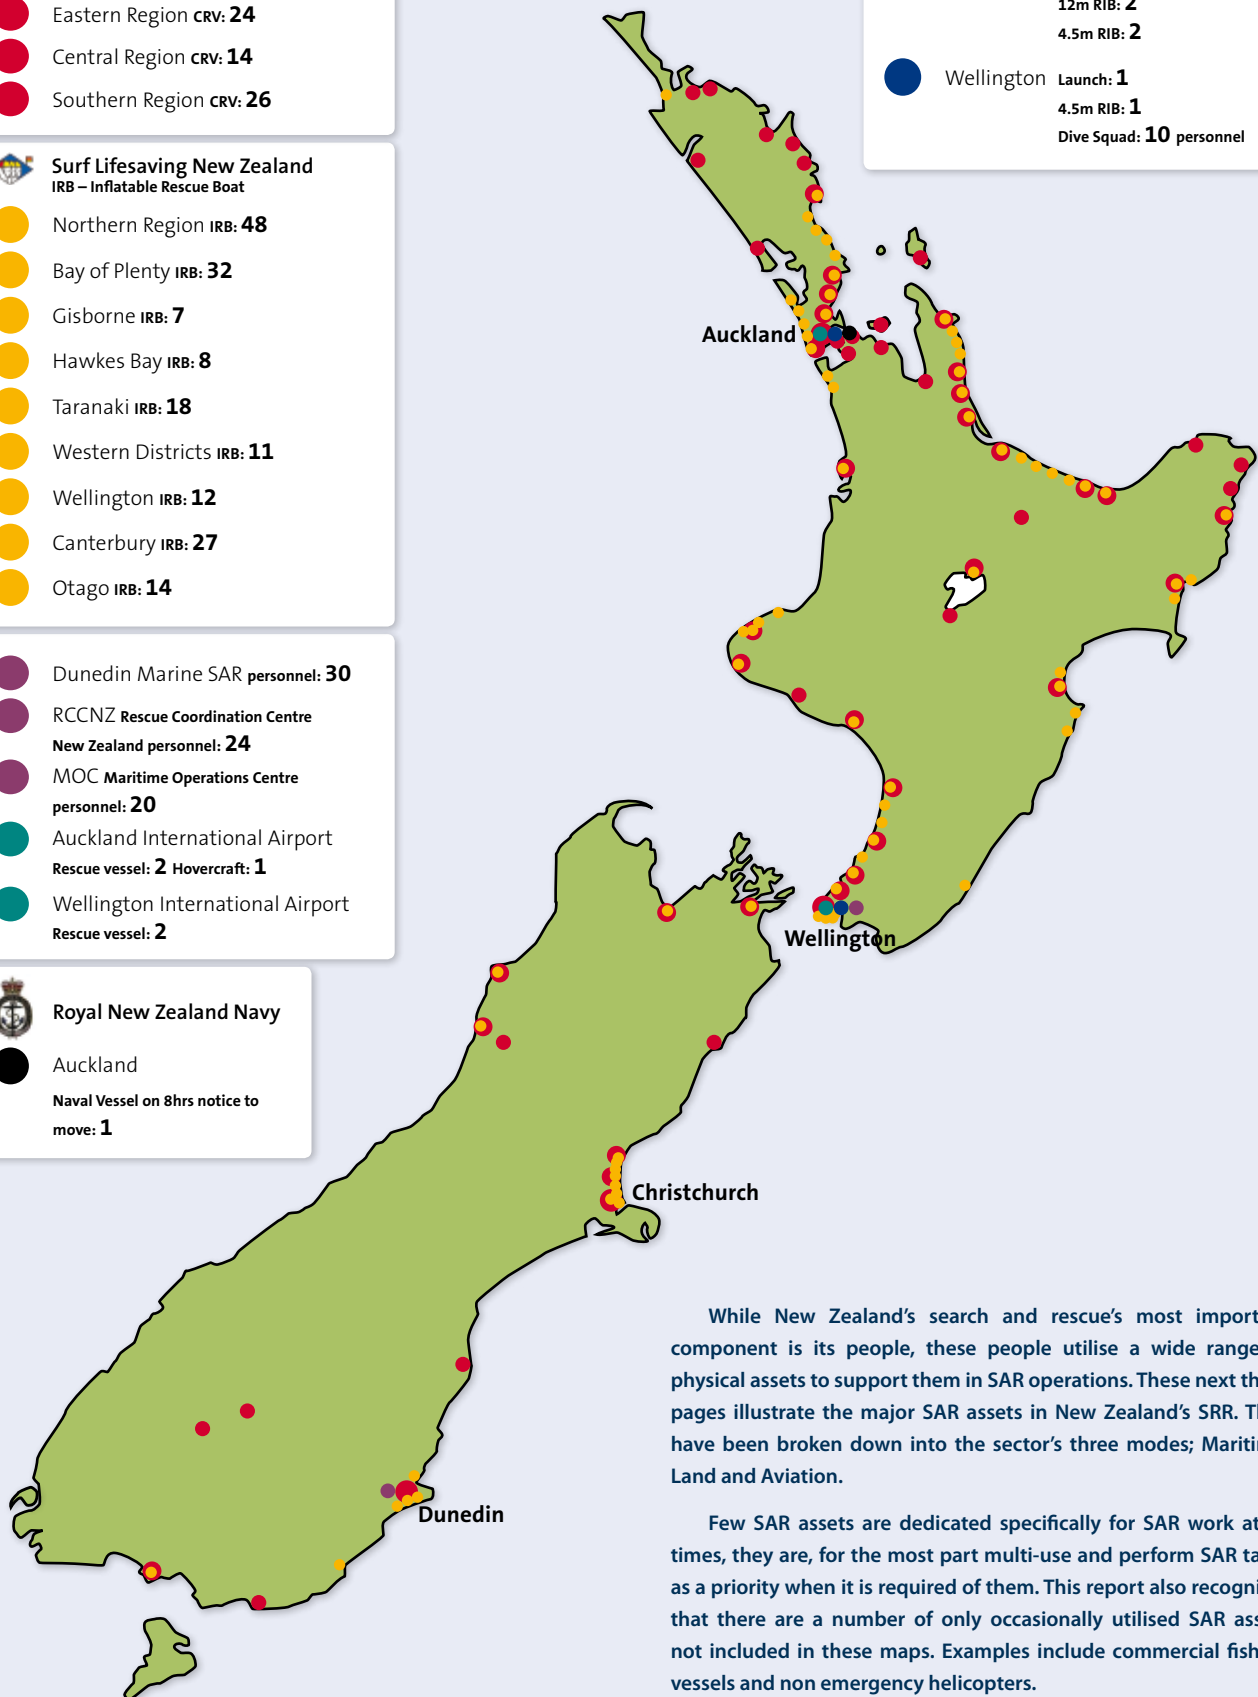 Eastern Region CRV: 24
Central Region CRV: 14
Southern Region CRV: 26
Surf Lifesaving New Zealand
IRB – Inflatable Rescue Boat
Northern Region IRB: 48
Bay of Plenty IRB: 32
Gisborne IRB: 7
Hawkes Bay IRB: 8
Taranaki IRB: 18
Western Districts IRB: 11
Wellington IRB: 12
Canterbury IRB: 27
Otago IRB: 14
Dunedin Marine SAR personnel: 30
RCCNZ Rescue Coordination Centre
New Zealand personnel: 24
MOC Maritime Operations Centre
personnel: 20
Auckland International Airport
Rescue vessel: 2 Hovercraft: 1
Wellington International Airport
Rescue vessel: 2
Royal New Zealand Navy
Auckland
Naval Vessel on 8hrs notice to
move: 1
12m RIB: 2
4.5m RIB: 2
Wellington Launch: 1
4.5m RIB: 1
Dive Squad: 10 personnel
Auckland
Wellington
Christchurch
Dunedin
While New Zealand's search and rescue's most import
component is its people, these people utilise a wide range
physical assets to support them in SAR operations. These next th
pages illustrate the major SAR assets in New Zealand's SRR. T
have been broken down into the sector's three modes; Mariti
Land and Aviation.
Few SAR assets are dedicated specifically for SAR work at
times, they are, for the most part multi-use and perform SAR ta
as a priority when it is required of them. This report also recogni
that there are a number of only occasionally utilised SAR ass
not included in these maps. Examples include commercial fish
vessels and non emergency helicopters.